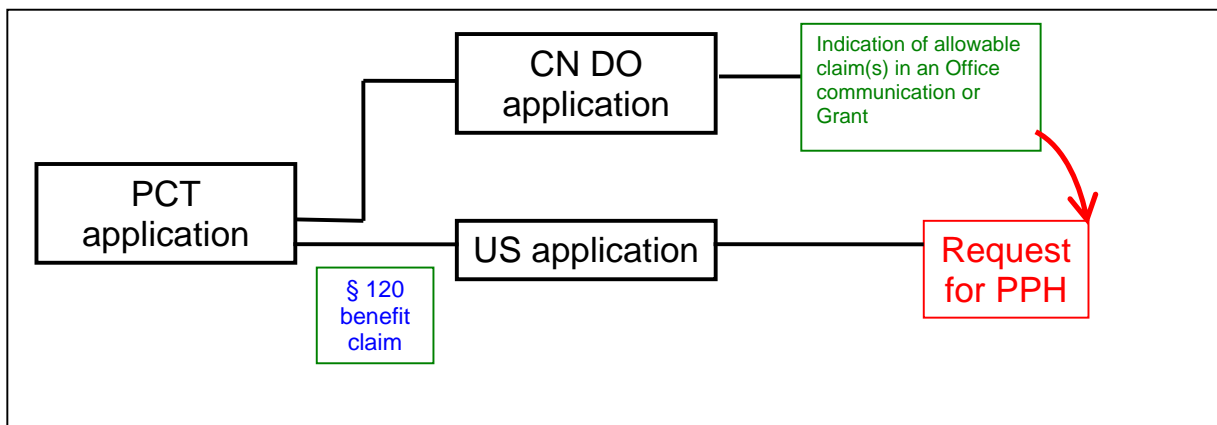 CN DO
application
Indication of allowable
claim(s) in an Office
communication or
Grant
PCT
application
US application
Request
for PPH
§ 120
benefit
claim